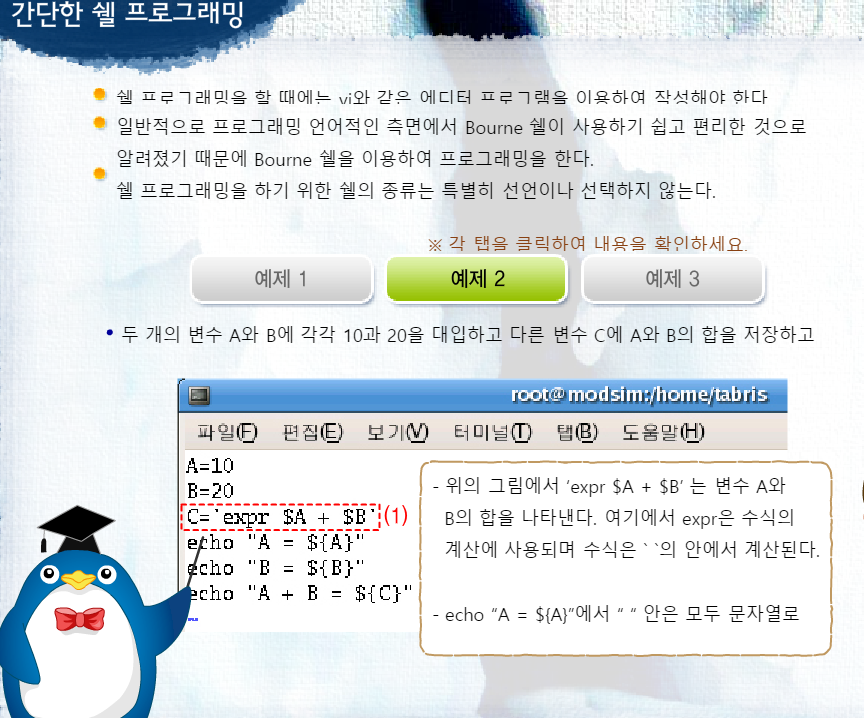 간단한 쉘 프로그래밍
쉘 프로그래밍을 할 때에는 vi와 같은 에디터 프로그램을 이용하여 작성해야 한다
일반적으로 프로그래밍 언어적인 측면에서 Bourne 쉘이 사용하기 쉽고 편리한 것으로
알려졌기 때문에 Bourne 쉘을 이용하여 프로그래밍을 한다.
쉘 프로그래밍을 하기 위한 쉘의 종류는 특별히 선언이나 선택하지 않는다.
※ 각 탭을 클릭하여 내용을 확인하세요.
예제 1 예제 2 예제 3
• 두 개의 변수 A와 B에 각각 10과 20을 대입하고 다른 변수 C에 A와 B의 합을 저장하고
root@modsim:/home/tabris
파일(F) 편집(E) 보기(V) 터미널(T) 탭(B) 도움말(H)
A=10
B=20
C=`expr $A + $B` (1)
echo "A = ${A}"
echo "B = ${B}"
echo "A + B = ${C}"
- 위의 그림에서 ‘expr $A + $B’ 는 변수 A와
B의 합을 나타낸다. 여기에서 expr은 수식의
계산에 사용되며 수식은 ` `의 안에서 계산된다.
- echo “A = ${A}”에서 “ “ 안은 모두 문자열로